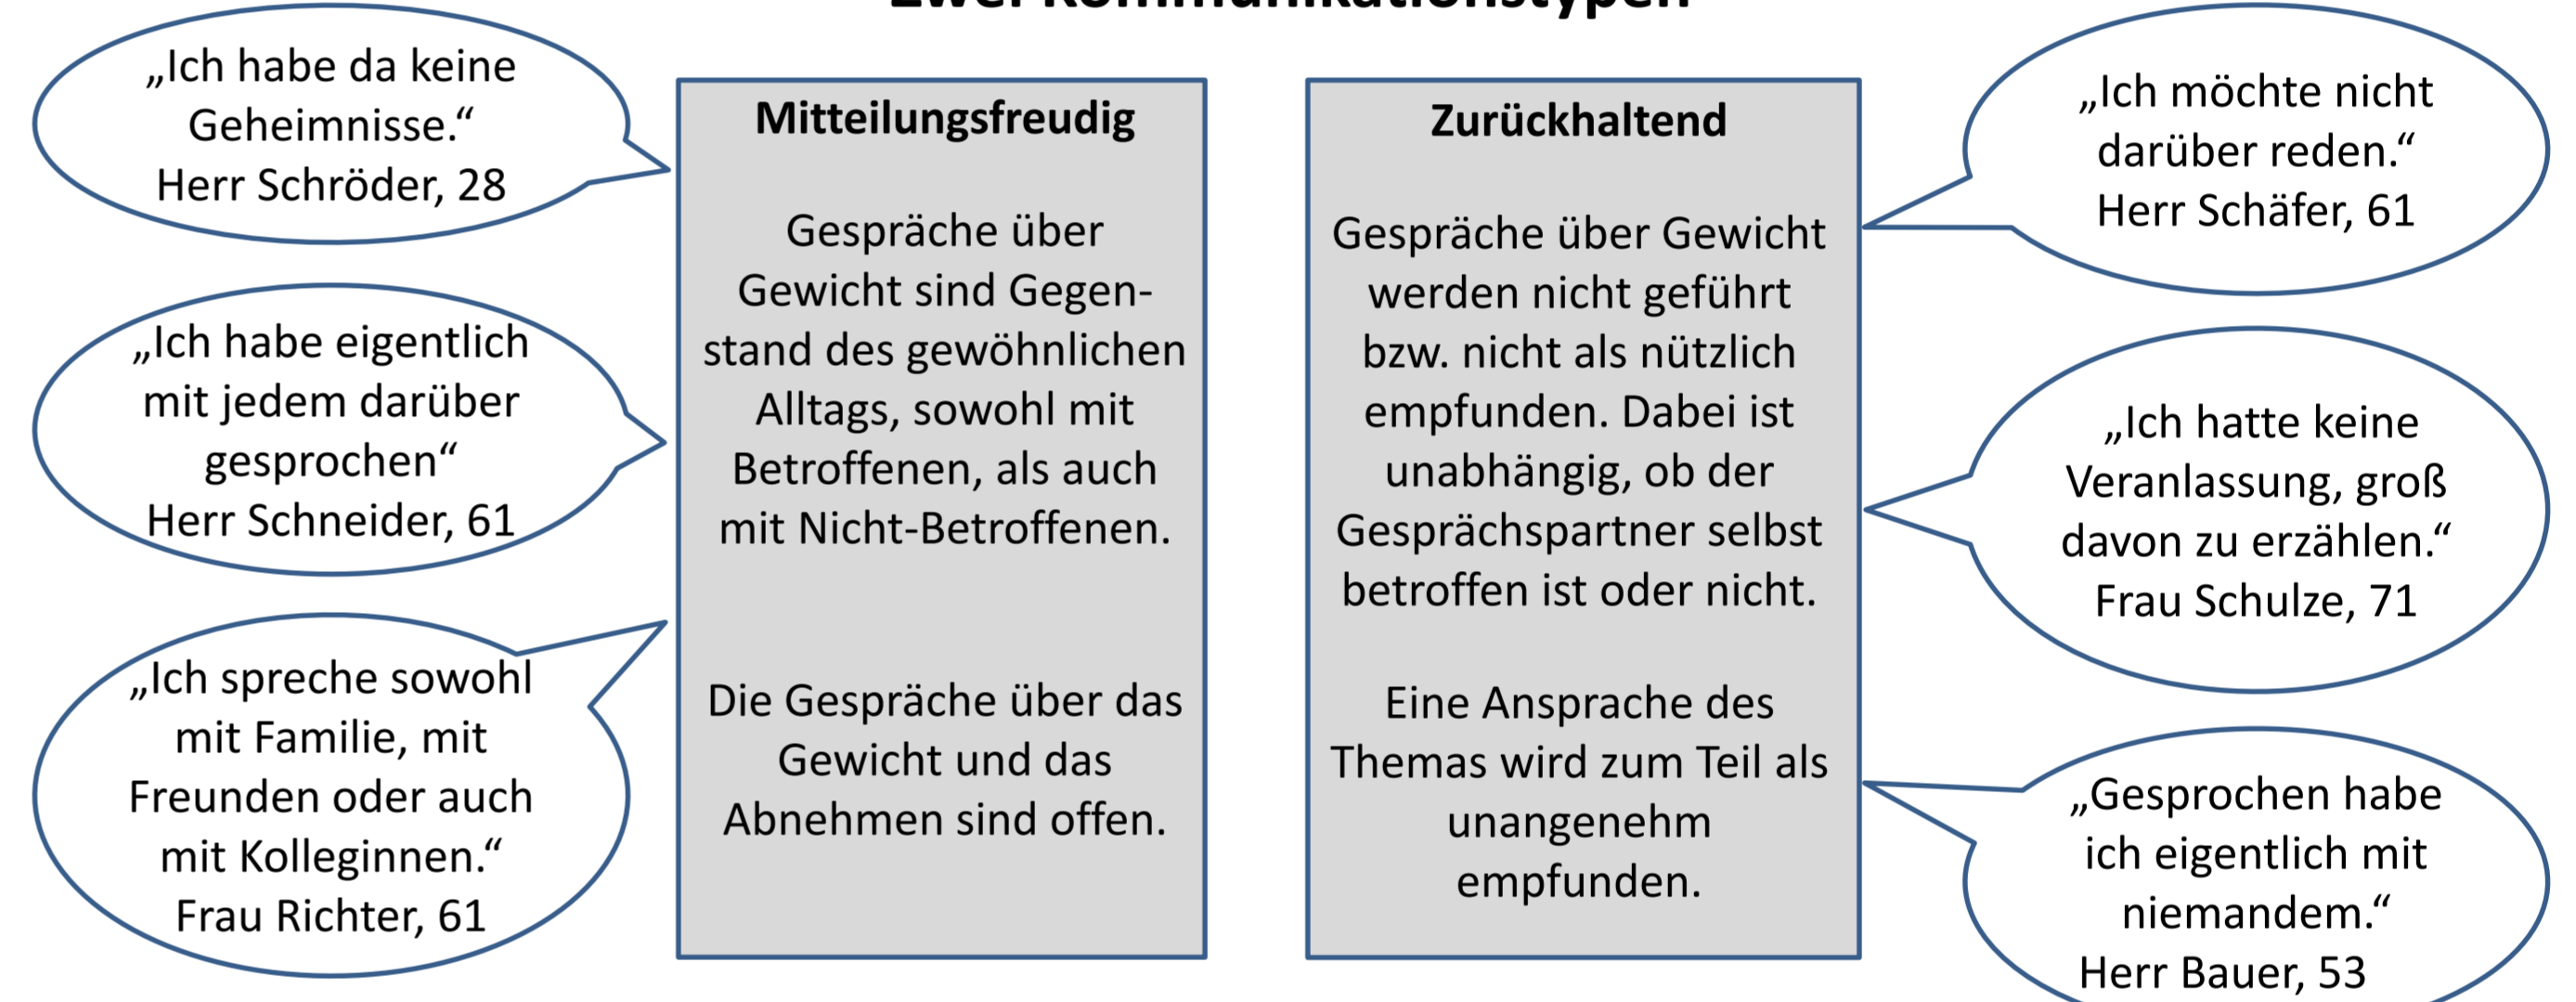 Zwei Kommunikationstypen
„Ich habe da keine
Geheimnisse.“
Herr Schröder, 28
„Ich habe eigentlich
mit jedem darüber
gesprochen“
Herr Schneider, 61
„Ich spreche sowohl
mit Familie, mit
Freunden oder auch
mit Kolleginnen.“
Frau Richter, 61
Mitteilungsfreudig
Gespräche über
Gewicht sind Gegen-
stand des gewöhnlichen
Alltags, sowohl mit
Betroffenen, als auch
mit Nicht-Betroffenen.
Die Gespräche über das
Gewicht und das
Abnehmen sind offen.
Zurückhaltend
Gespräche über Gewicht
werden nicht geführt
bzw. nicht als nützlich
empfunden. Dabei ist
unabhängig, ob der
Gesprächspartner selbst
betroffen ist oder nicht.
Eine Ansprache des
Themas wird zum Teil als
unangenehm
empfunden.
„Ich möchte nicht
darüber reden.“
Herr Schäfer, 61
„Ich hatte keine
Veranlassung, groß
davon zu erzählen.“
Frau Schulze, 71
„Gesprochen habe
ich eigentlich mit
niemandem.“
Herr Bauer, 53